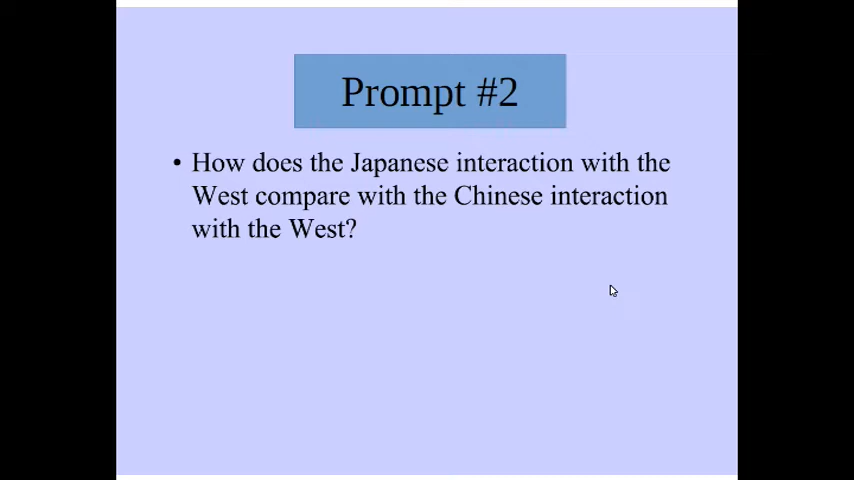 Prompt #2
• How does the Japanese interaction with the
West compare with the Chinese interaction
with the West?